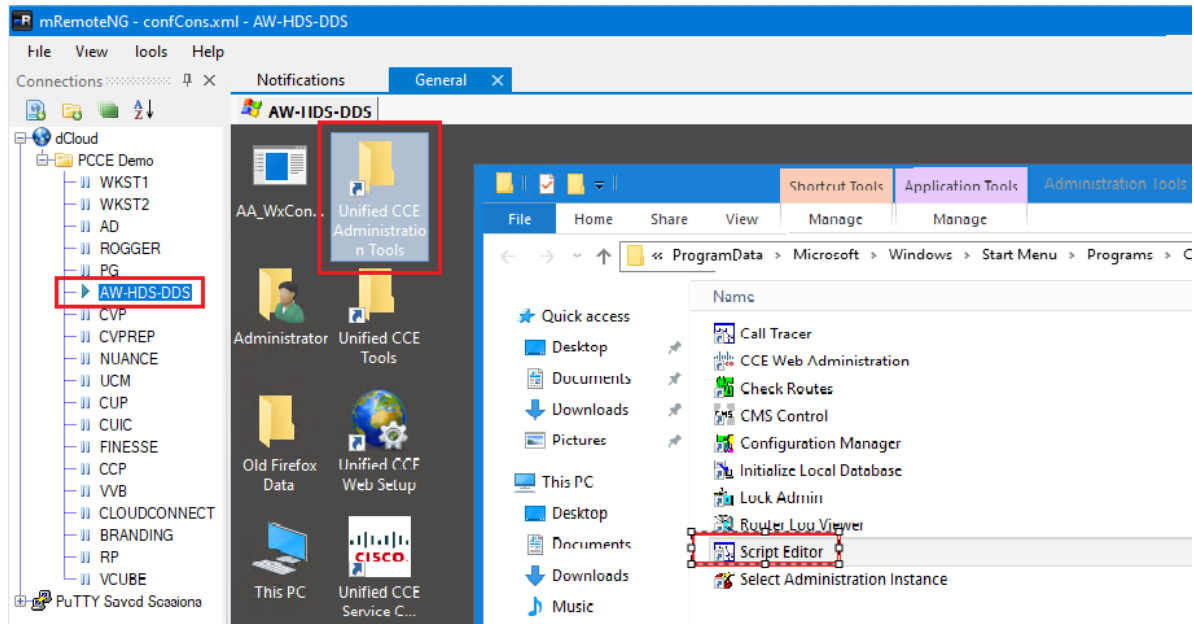 mRemoteNG - confCons.xml - AW-HDS-DDS
File View Tools Help
Connections
Notifications
General
AW-HDS-DDS
dCloud
PCCE Demo
WKST1
WKST2
AD
ROGGER
PG
AW-HDS-DDS
CVP
CVPREP
NUANCE
UCM
CUP
CUIC
FINESSE
CCP
VVB
CLOUDCONNECT
BRANDING
RP
VCUBE
PuTTY Saved Sessions
AA_WxCon...
Unified CCE
Administratio
n Tools
Administrator
Unified CCE
Tools
Old Firefox
Data
Unified CCE
Web Setup
This PC
CISCO.
Unified CCE
Service C...
Shortcut Tools
Application Tools
Administration Tools
File
Home
Share
View
Manage
Manage
« ProgramData > Microsoft > Windows > Start Menu > Programs > C
Quick access
Desktop
Documents
Downloads
Pictures
This PC
Desktop
Documents
Downloads
Music
Name
Call Tracer
CCE Web Administration
Check Routes
CMS Control
Configuration Manager
Initialize Local Database
Lock Admin
Router Log Viewer
Script Editor
Select Administration Instance